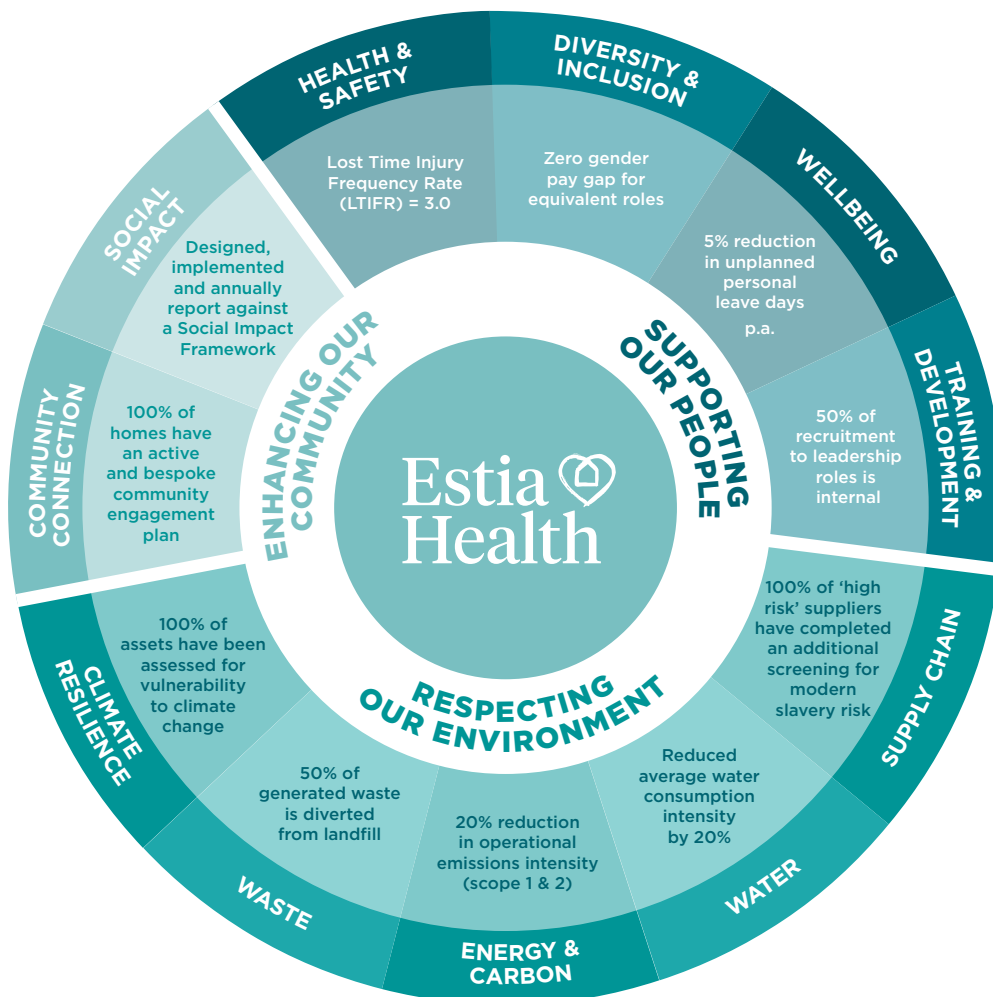 Estia
Health
SUPPORTING
OUR PEOPLE
HEALTH &
SAFETY
Lost Time Injury
Frequency Rate
(LTIFR) = 3.0
DIVERSITY &
INCLUSION
Zero gender
pay gap for
equivalent roles
WELLBEING
5% reduction
in unplanned
personal
leave days
p.a.
TRAINING &
DEVELOPMENT
50% of
recruitment
to leadership
roles is
internal
RESPECTING
OUR ENVIRONMENT
SUPPLY CHAIN
100% of ‘high
risk’ suppliers
have completed
an additional
screening for
modern
slavery risk
WATER
Reduced
average water
consumption
intensity
by 20%
ENERGY &
CARBON
20% reduction
in operational
emissions intensity
(scope 1 & 2)
WASTE
50% of
generated waste
is diverted
from landfill
CLIMATE
RESILIENCE
100% of
assets have been
assessed for
vulnerability
to climate
change
ENHANCING OUR
COMMUNITY
COMMUNITY
CONNECTION
100% of
homes have
an active
and bespoke
community
engagement
plan
SOCIAL
IMPACT
Designed,
implemented
and annually
report against
a Social Impact
Framework